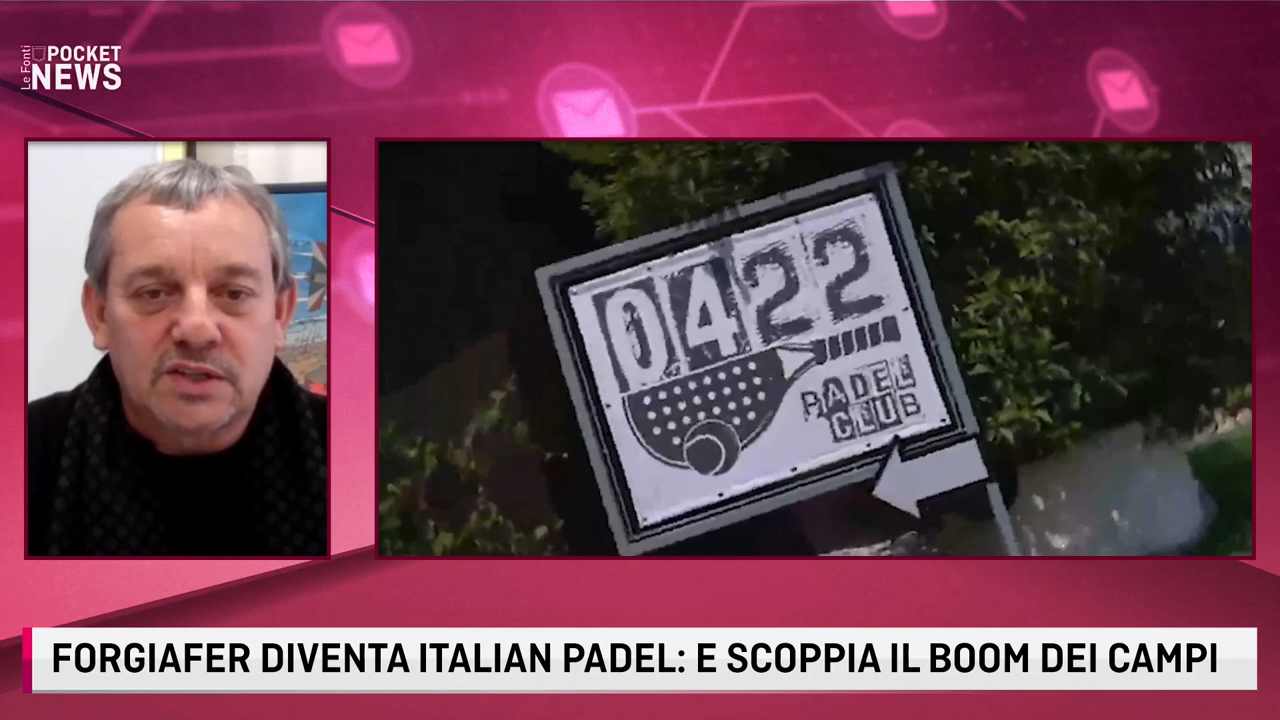 Le Fonti
POCKET
NEWS
0422
PADEL
CLUB
FORGIAFER DIVENTA ITALIAN PADEL: E SCOPPIA IL BOOM DEI CAMPI